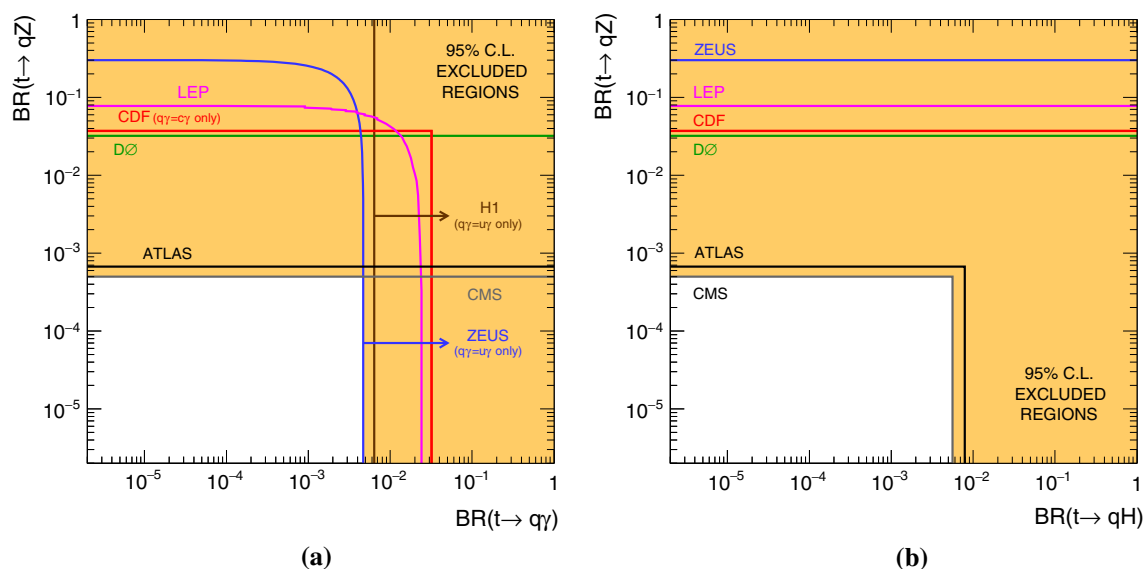 BR(t→ qZ)
1
10⁻¹
10⁻²
10⁻³
10⁻⁴
10⁻⁵
95% C.L.
EXCLUDED
REGIONS
LEP
CDF (qγ=cγ only)
DØ
H1
(qγ=uγ only)
ATLAS
CMS
ZEUS
(qγ=uγ only)
10⁻⁵ 10⁻⁴ 10⁻³ 10⁻² 10⁻¹ 1
BR(t→ qγ)
(a)
BR(t→ qZ)
1
10⁻¹
10⁻²
10⁻³
10⁻⁴
10⁻⁵
ZEUS
LEP
CDF
DØ
ATLAS
CMS
95% C.L.
EXCLUDED
REGIONS
10⁻⁵ 10⁻⁴ 10⁻³ 10⁻² 10⁻¹ 1
BR(t→ qH)
(b)